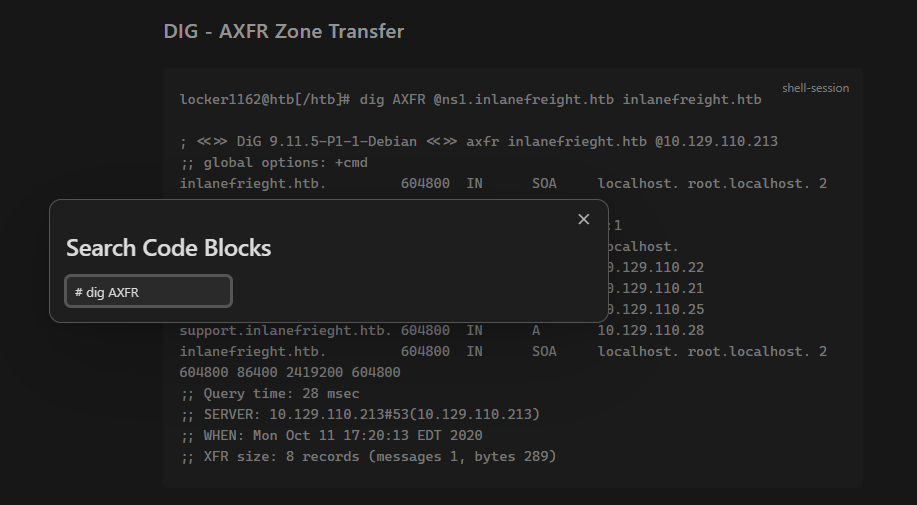 DIG - AXFR Zone Transfer
shell-session
locker1162@htb[/htb]# dig AXFR @ns1.inlanefreight.htb inlanefreight.htb
; <<>> DiG 9.11.5-P1-1-Debian <<>> axfr inlanefrieght.htb @10.129.110.213
;; global options: +cmd
inlanefrieght.htb. 604800 IN SOA localhost. root.localhost. 2
:1
ocalhost.
0.129.110.22
0.129.110.21
0.129.110.25
Search Code Blocks
# dig AXFR
support.inlanefrieght.htb. 604800 IN A 10.129.110.28
inlanefrieght.htb. 604800 IN SOA localhost. root.localhost. 2
604800 86400 2419200 604800
;; Query time: 28 msec
;; SERVER: 10.129.110.213#53(10.129.110.213)
;; WHEN: Mon Oct 11 17:20:13 EDT 2020
;; XFR size: 8 records (messages 1, bytes 289)